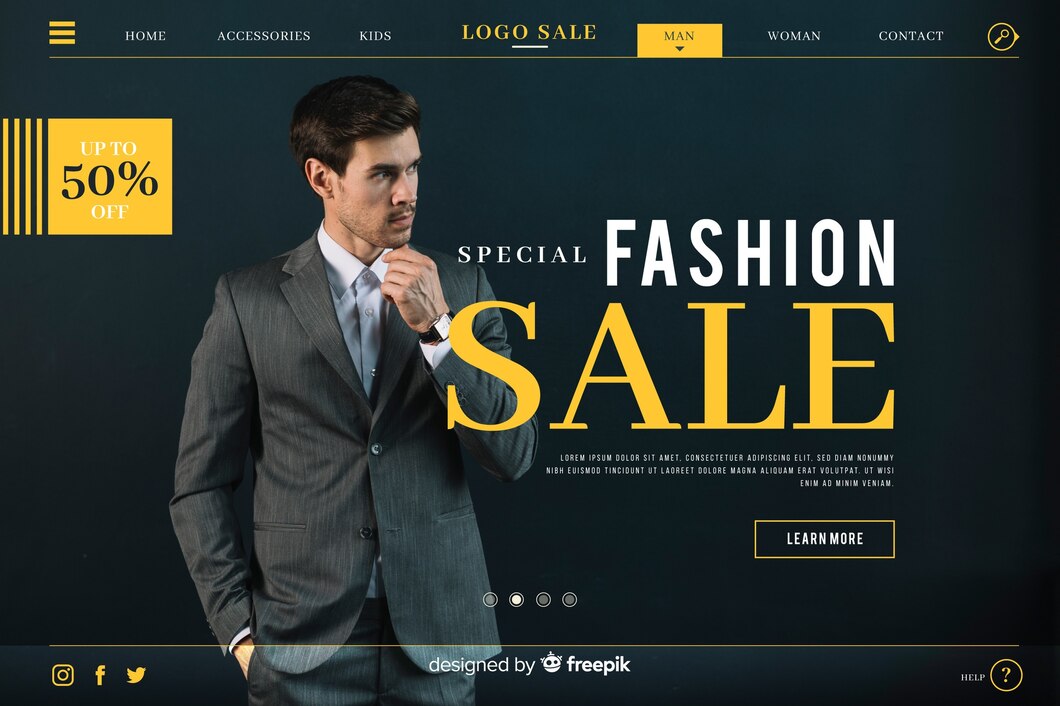 HOME
ACCESSORIES
KIDS
LOGO SALE
MAN
WOMAN
CONTACT
UP TO
50%
OFF
SPECIAL FASHION
SALE
LOREM IPSUM DOLOR SIT AMET, CONSECTETUER ADIPISCING ELIT, SED DIAM NONUMMY
NIBH EUISMOD TINCIDUNT UT LAOREET DOLORE MAGNA ALIQUAM ERAT VOLUTPAT. UT WISI
ENIM AD MINIM VENIAM.
LEARN MORE
designed by freepik
HELP ?